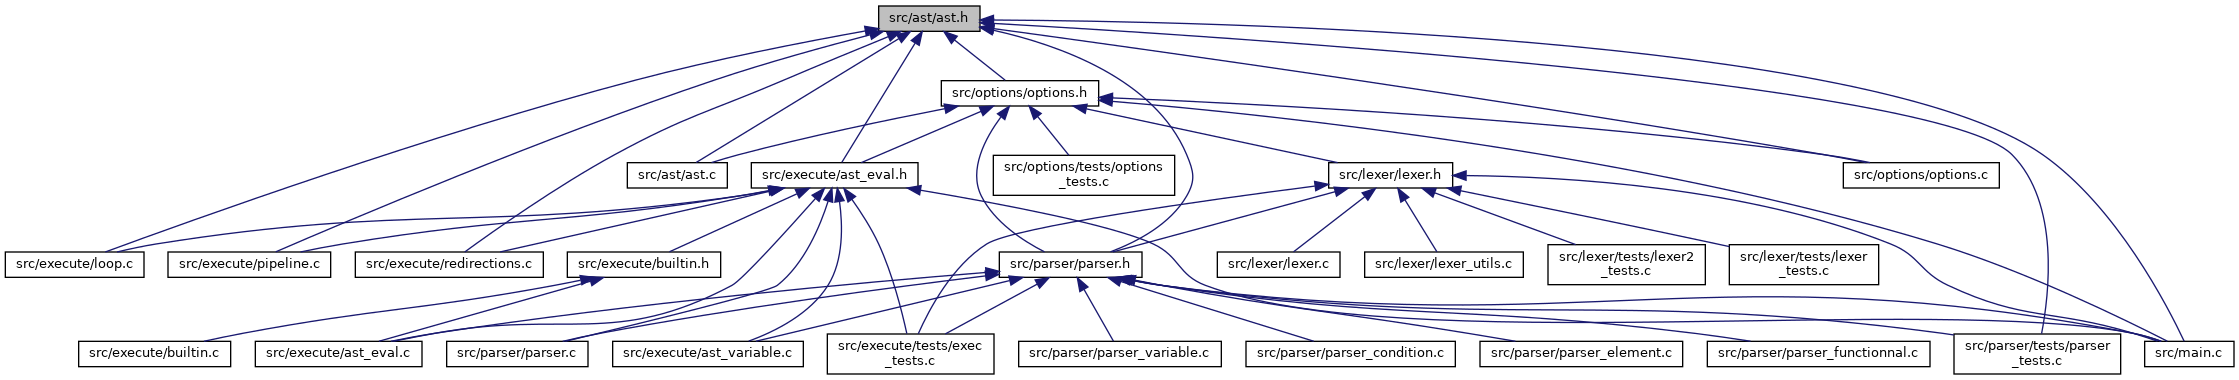 src/ast/ast.h
src/options/options.h
src/ast/ast.c
src/execute/ast_eval.h
src/option/tests/options
_tests.c
src/lexer/lexer.h
src/options/options.c
src/execute/loop.c
src/execute/pipeline.c
src/execute/redirections.c
src/execute/builtin.h
src/parser/parser.h
src/lexer/lexer.c
src/lexer/lexer_utils.c
src/lexer/tests/lexer2
_tests.c
src/lexer/tests/lexer
_tests.c
src/execute/builtin.c
src/execute/ast_eval.c
src/parser/parser.c
src/execute/ast_variable.c
src/execute/tests/exec
_tests.c
src/parser/parser_variable.c
src/parser/parser_condition.c
src/parser/parser_element.c
src/parser/parser_functionnal.c
src/parser/tests/parser
_tests.c
src/main.c